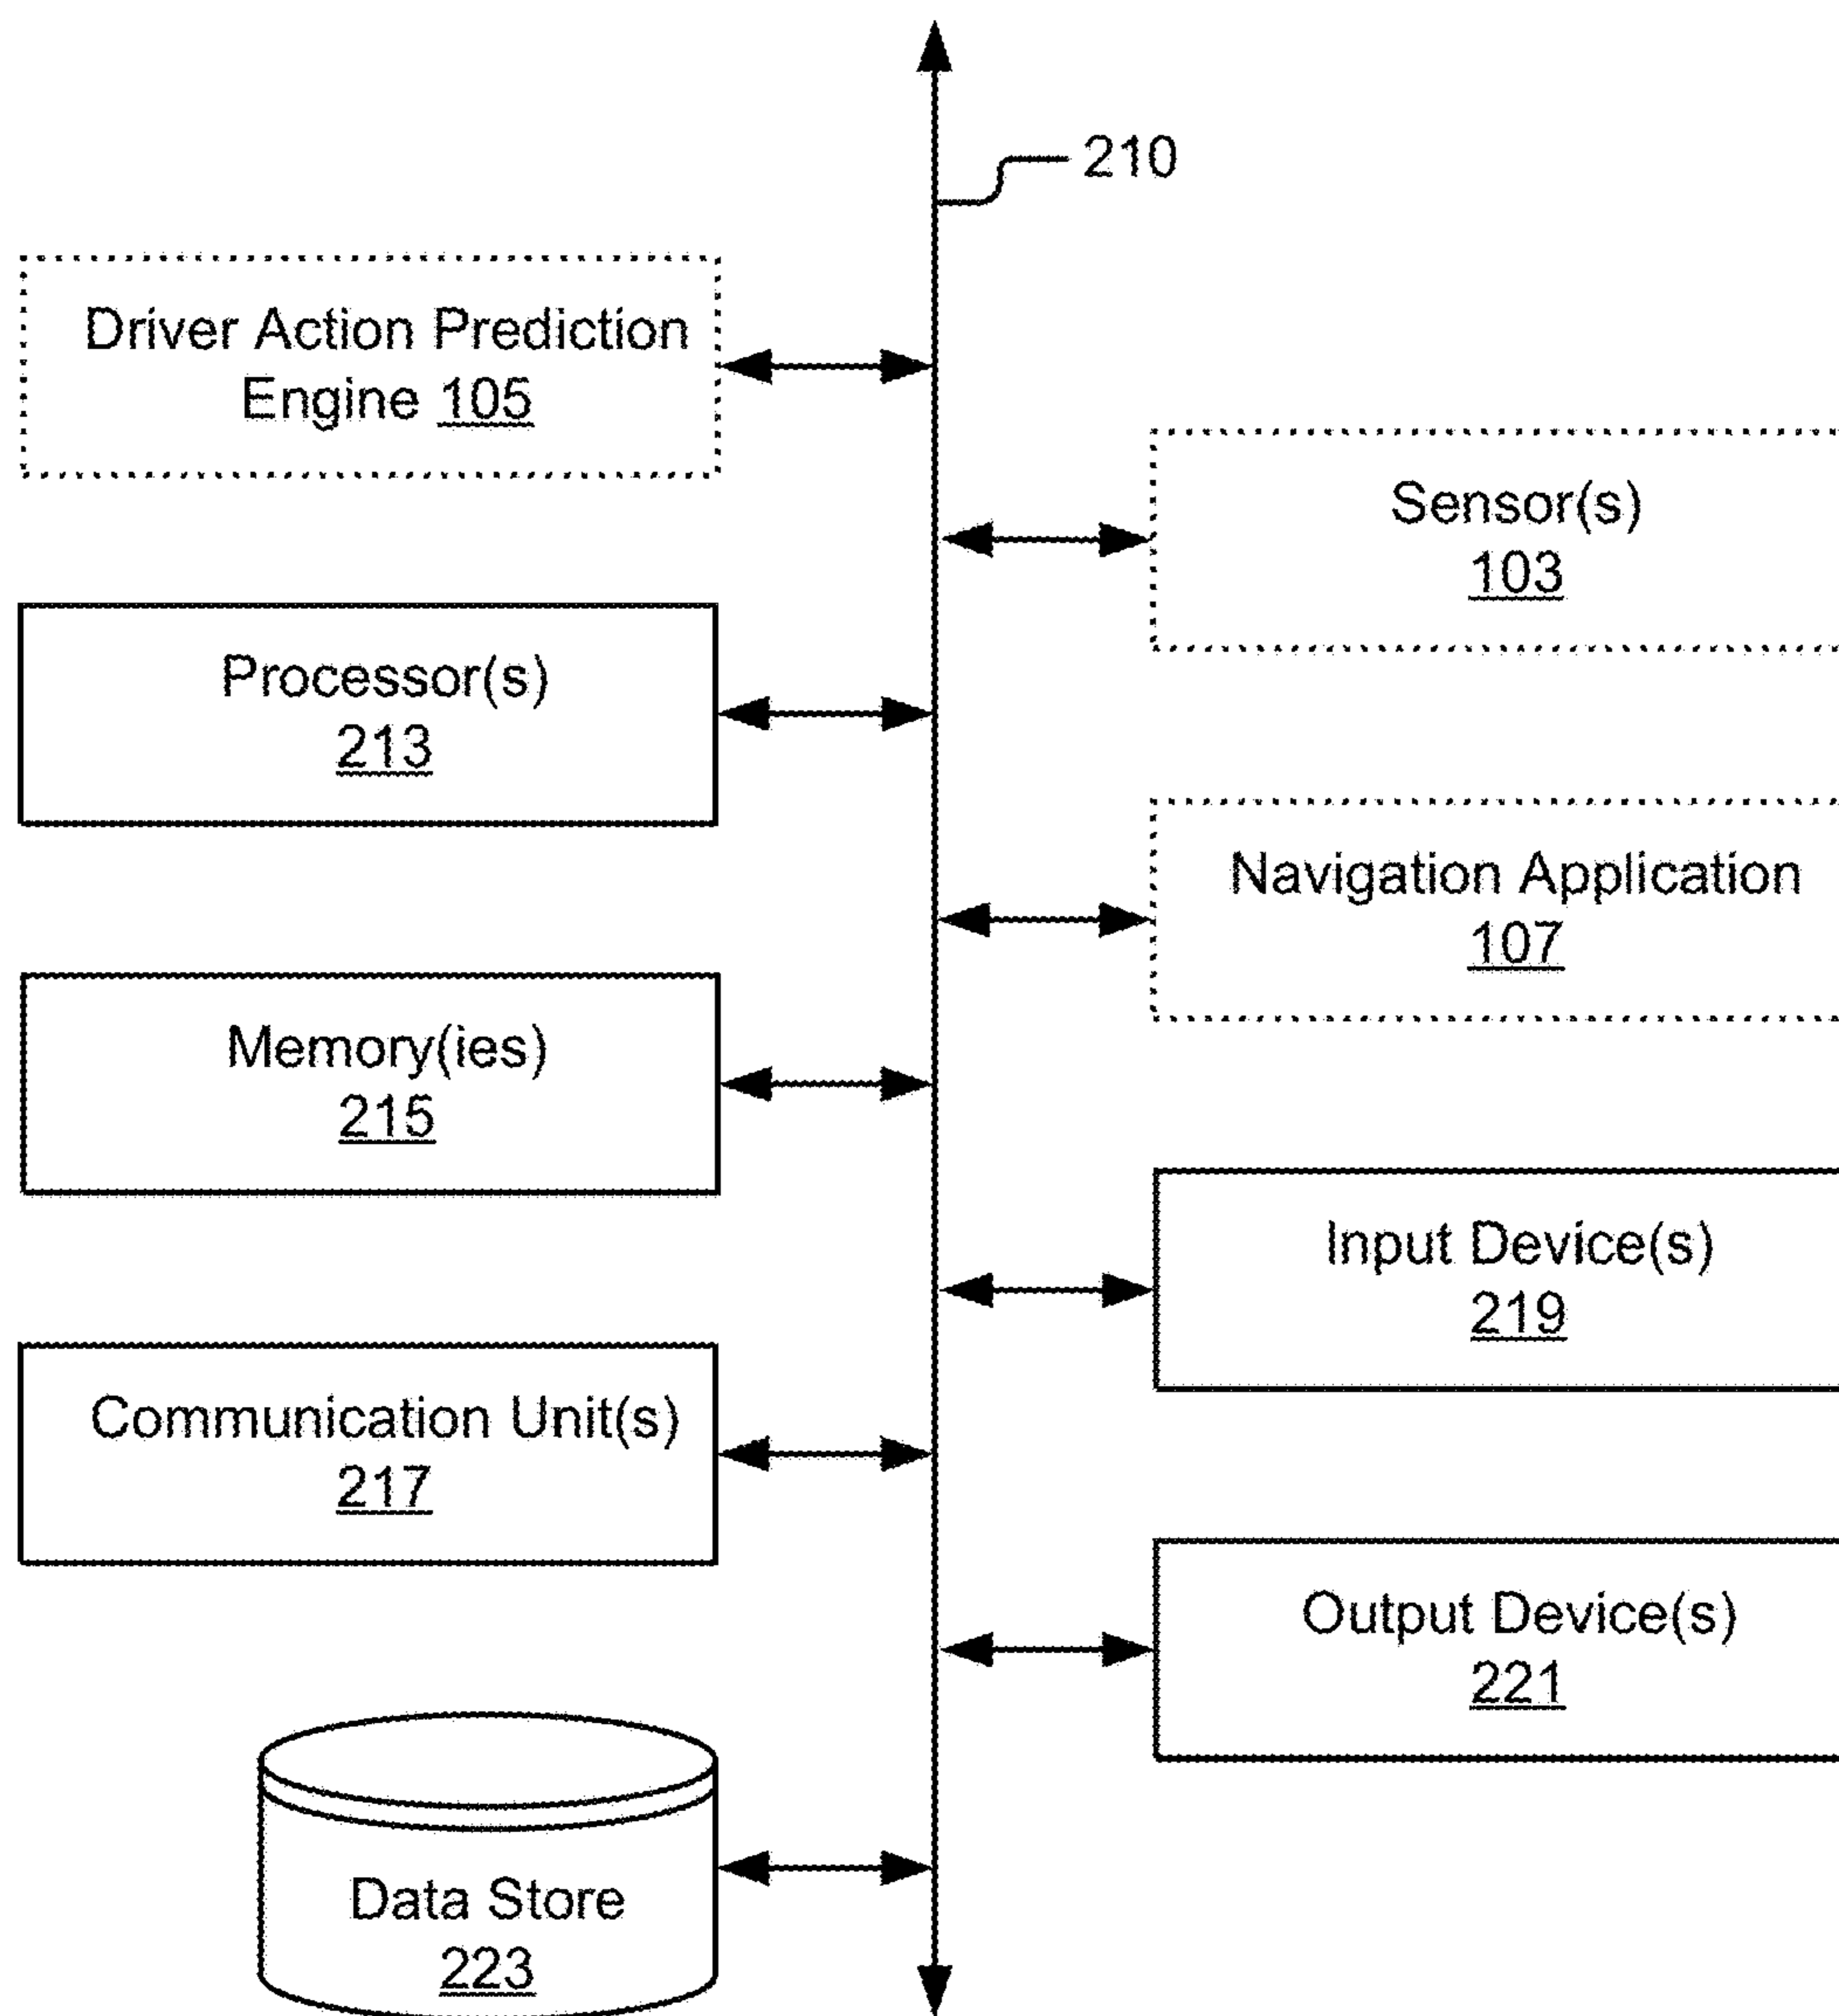 210
Driver Action Prediction
Engine 105
Sensor(s)
103
Processor(s)
213
Navigation Application
107
Memory(ies)
215
Input Device(s)
219
Communication Unit(s)
217
Output Device(s)
221
Data Store
223